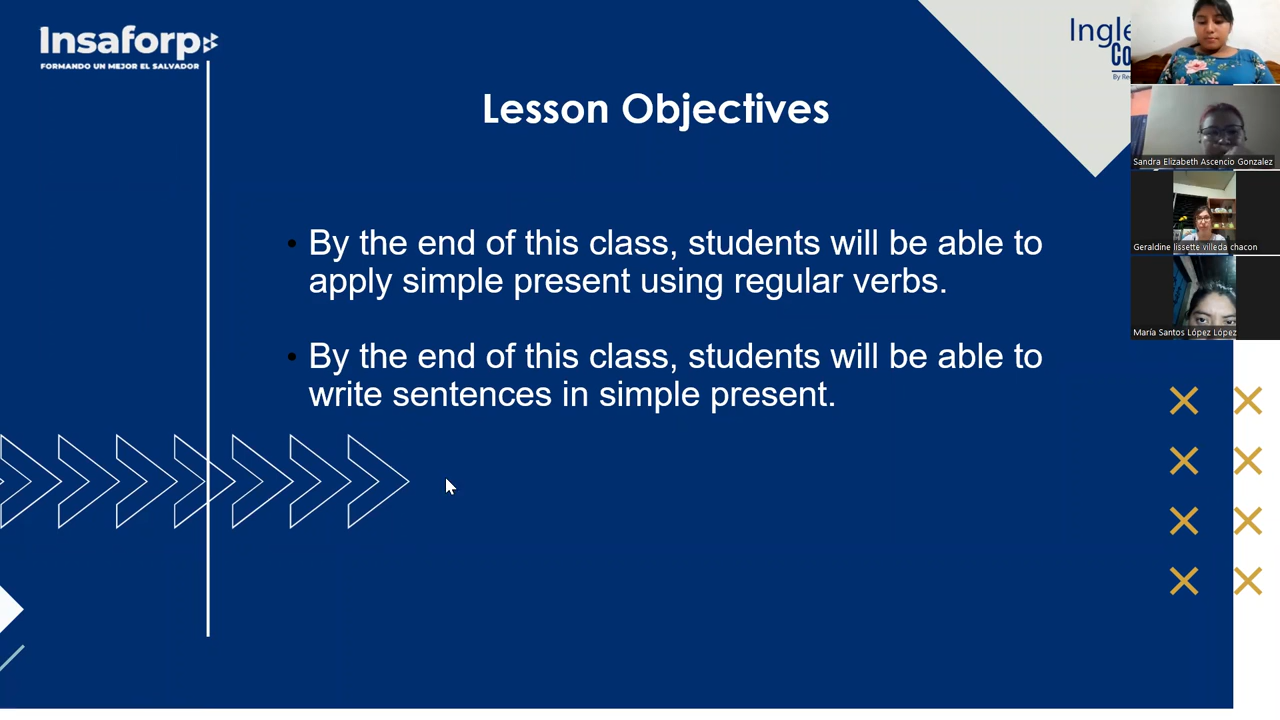 Insaforp
FORMANDO UN MEJOR EL SALVADOR
Lesson Objectives
• By the end of this class, students will be able to
apply simple present using regular verbs.
• By the end of this class, students will be able to
write sentences in simple present.
Sandra Elizabeth Ascencio Gonzalez
Geraldine lissette villeda chacon
María Santos López López